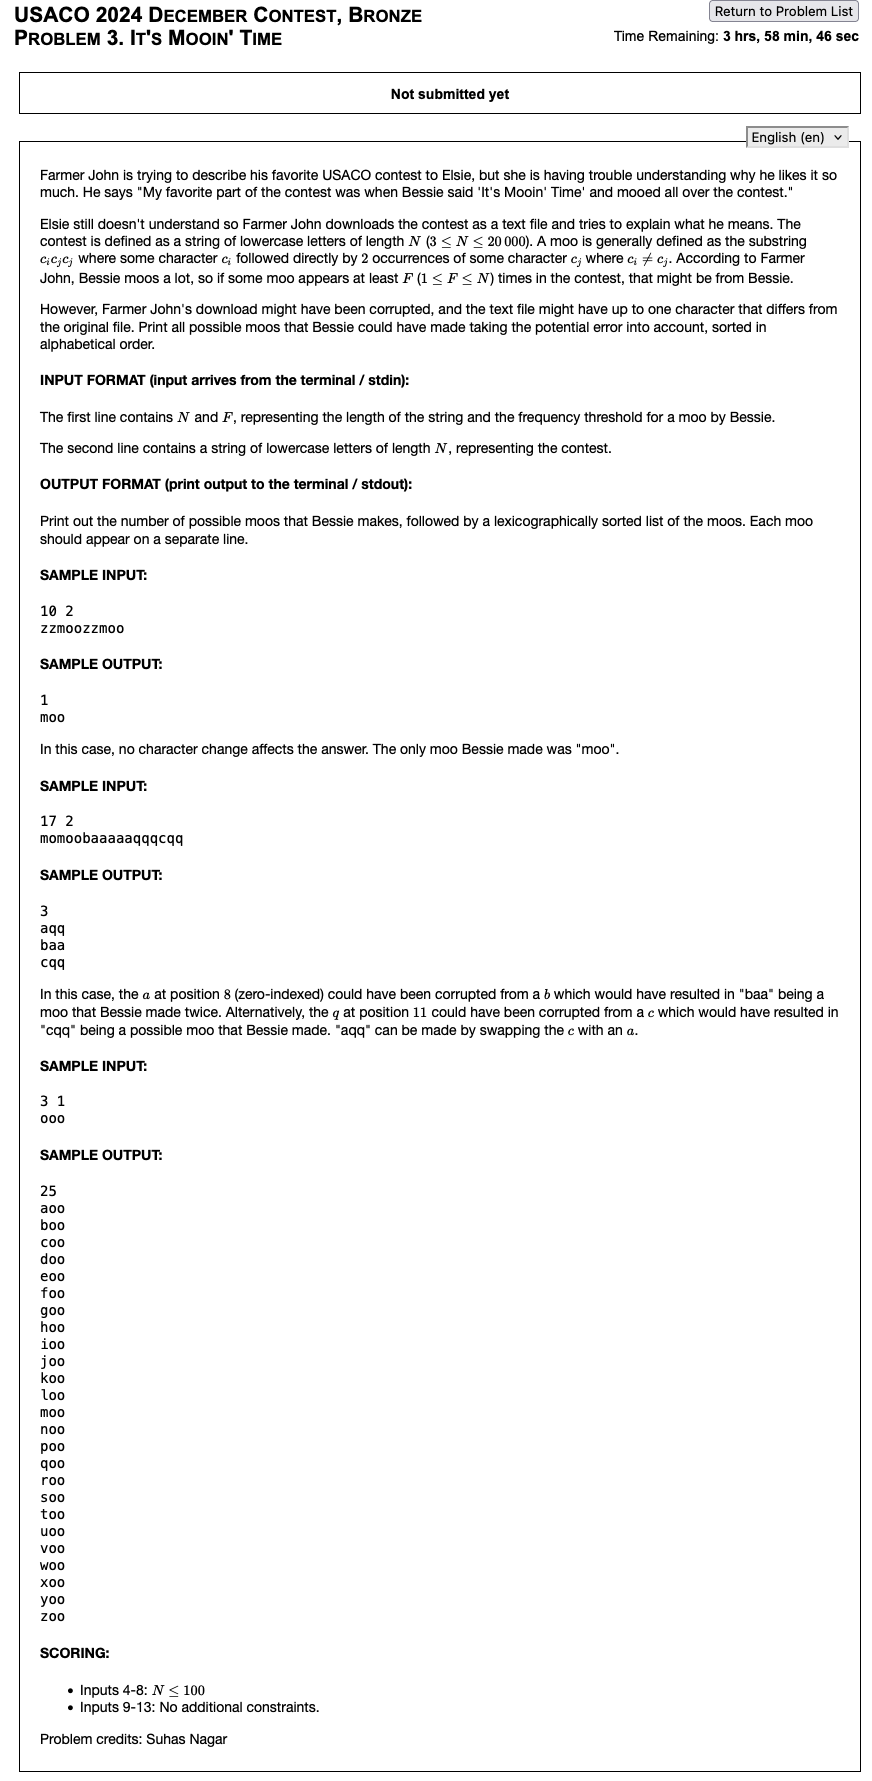 USACO 2024 DECEMBER CONTEST, BRONZE
PROBLEM 3. IT'S MOOIN' TIME
Return to Problem List
Time Remaining: 3 hrs, 58 min, 46 sec
Not submitted yet
English (en)
Farmer John is trying to describe his favorite USACO contest to Elsie, but she is having trouble understanding why he likes it so
much. He says "My favorite part of the contest was when Bessie said 'It's Mooin' Time' and mooed all over the contest."
Elsie still doesn't understand so Farmer John downloads the contest as a text file and tries to explain what he means. The
contest is defined as a string of lowercase letters of length N (3 ≤ N ≤ 20 000). A moo is generally defined as the substring
cᵢcⱼcⱼ where some character cᵢ followed directly by 2 occurrences of some character cⱼ where cᵢ ≠ cⱼ. According to Farmer
John, Bessie moos a lot, so if some moo appears at least F (1 ≤ F ≤ N) times in the contest, that might be from Bessie.
However, Farmer John's download might have been corrupted, and the text file might have up to one character that differs from
the original file. Print all possible moos that Bessie could have made taking the potential error into account, sorted in
alphabetical order.
INPUT FORMAT (input arrives from the terminal / stdin):
The first line contains N and F, representing the length of the string and the frequency threshold for a moo by Bessie.
The second line contains a string of lowercase letters of length N, representing the contest.
OUTPUT FORMAT (print output to the terminal / stdout):
Print out the number of possible moos that Bessie makes, followed by a lexicographically sorted list of the moos. Each moo
should appear on a separate line.
SAMPLE INPUT:
10 2
zzmoozzmoo
SAMPLE OUTPUT:
1
moo
In this case, no character change affects the answer. The only moo Bessie made was "moo".
SAMPLE INPUT:
17 2
momoobaaaaaqqqcqq
SAMPLE OUTPUT:
3
aqq
baa
cqq
In this case, the a at position 8 (zero-indexed) could have been corrupted from a b which would have resulted in "baa" being a
moo that Bessie made twice. Alternatively, the q at position 11 could have been corrupted from a c which would have resulted in
"cqq" being a possible moo that Bessie made. "aqq" can be made by swapping the c with an a.
SAMPLE INPUT:
3 1
ooo
SAMPLE OUTPUT:
25
aoo
boo
coo
doo
eoo
foo
goo
hoo
ioo
joo
koo
loo
moo
noo
poo
qoo
roo
soo
too
uoo
voo
woo
xoo
yoo
zoo
SCORING:
• Inputs 4-8: N ≤ 100
• Inputs 9-13: No additional constraints.
Problem credits: Suhas Nagar